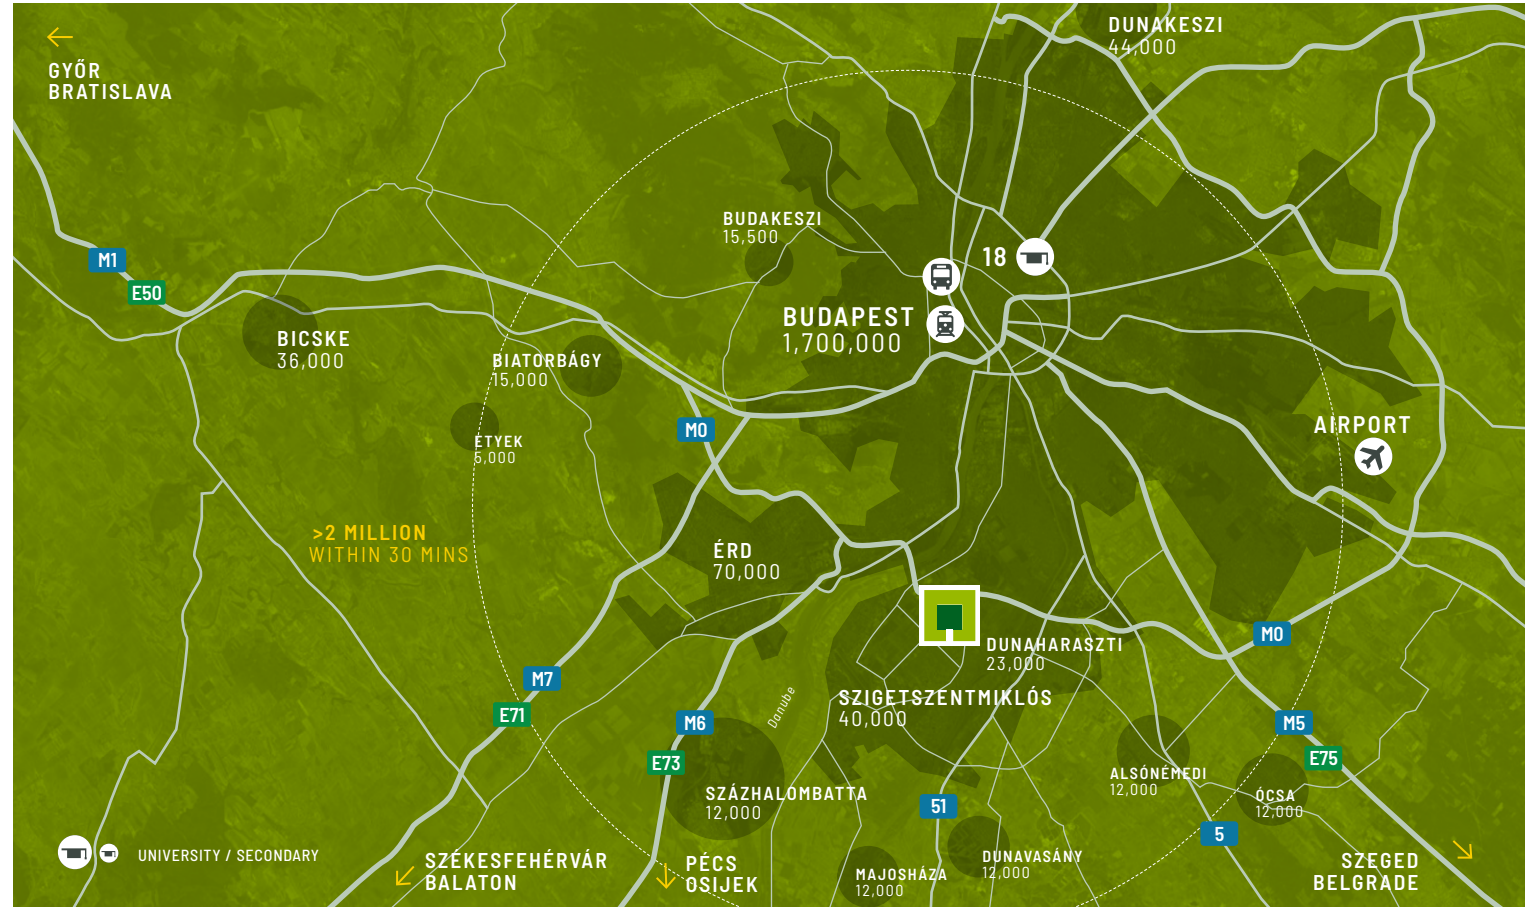 GYŐR
BRATISLAVA
DUNAKESZI
44,000
M1
E50
BUDAKESZI
15,500
18
BUDAPEST
1,700,000
BICSKE
36,000
BIATORBÁGY
15,000
ETYEK
5,000
M0
AIRPORT
>2 MILLION
WITHIN 30 MINS
ÉRD
70,000
DUNAHARASZTI
23,000
M0
M7
E71
SZIGETSZENTMIKLÓS
40,000
Danube
M6
E73
M5
E75
SZÁZHALOMBATTA
12,000
51
ALSÓNÉMEDI
12,000
ÓCSA
12,000
5
UNIVERSITY / SECONDARY
SZÉKESFEHÉRVÁR
BALATON
PÉCS
OSIJEK
MAJOSHÁZA
12,000
DUNAVASÁNY
12,000
SZEGED
BELGRADE